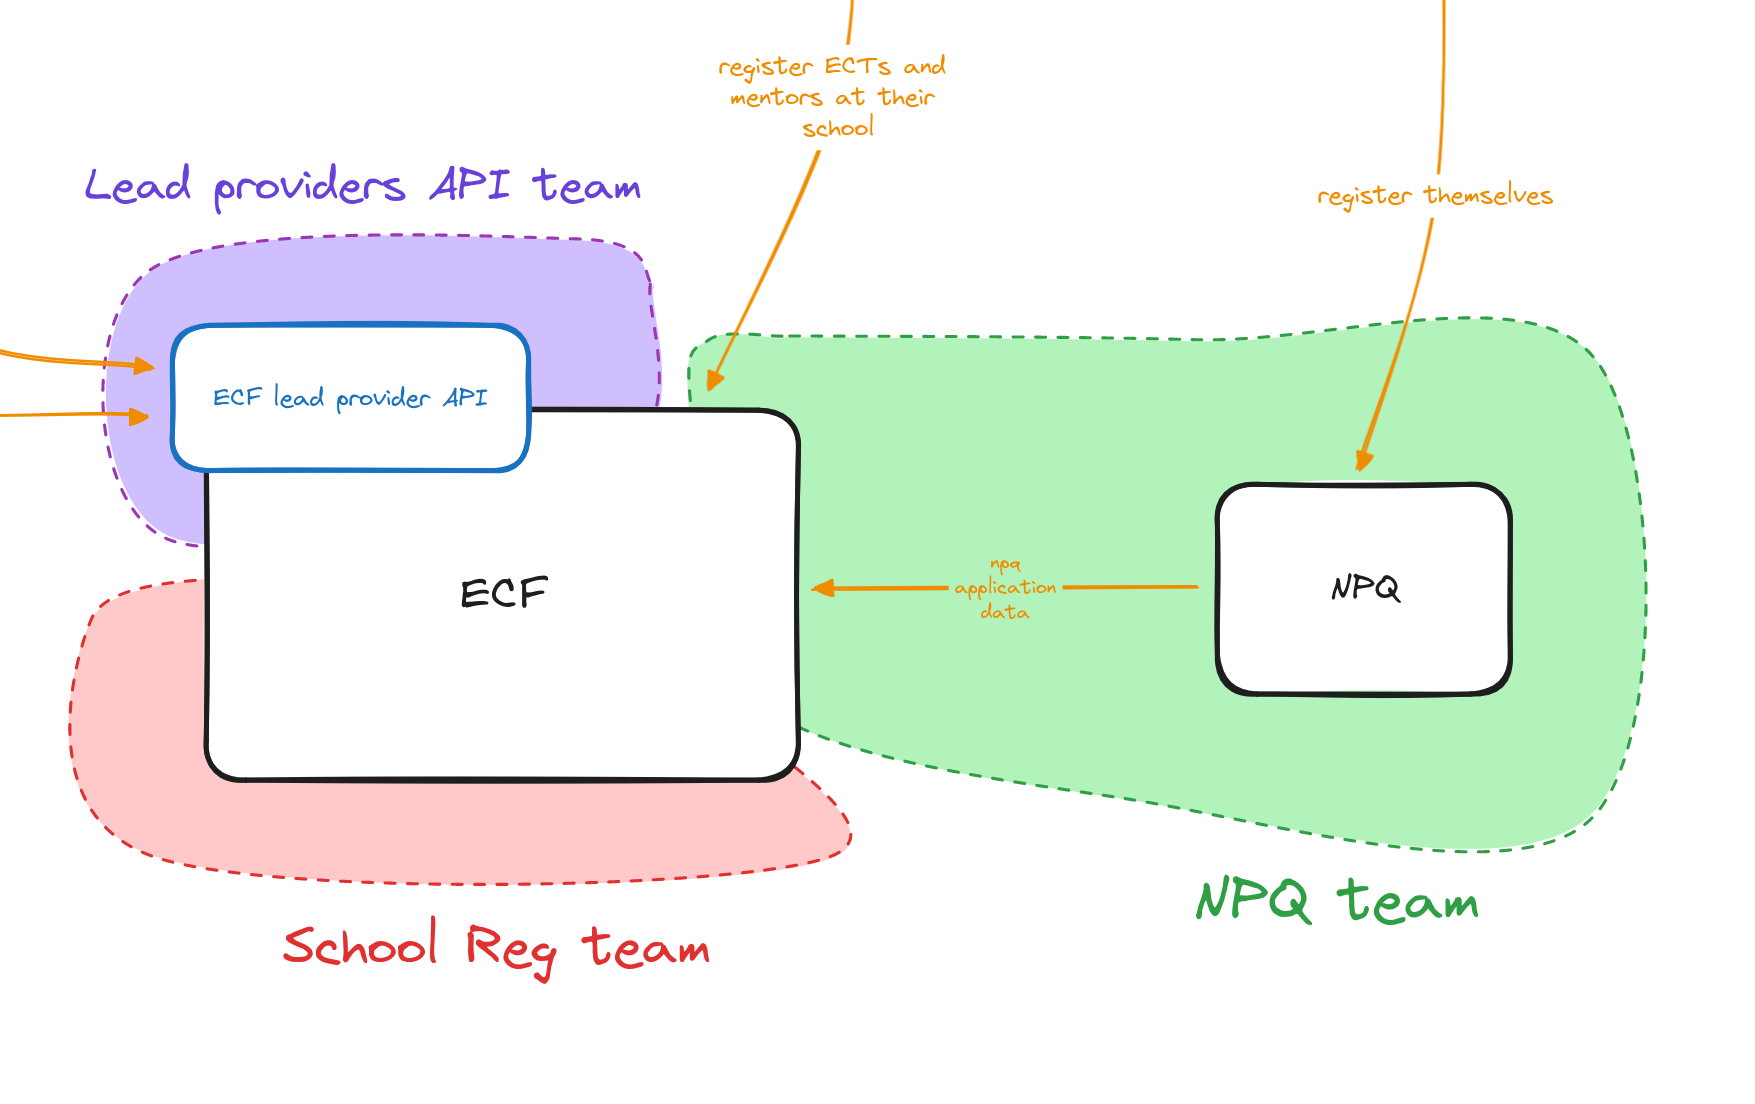 register ECTs and
mentors at their
school
Lead providers API team
register themselves
ECF lead provider API
ECF
npq
application
data
NPQ
NPQ team
School Reg team